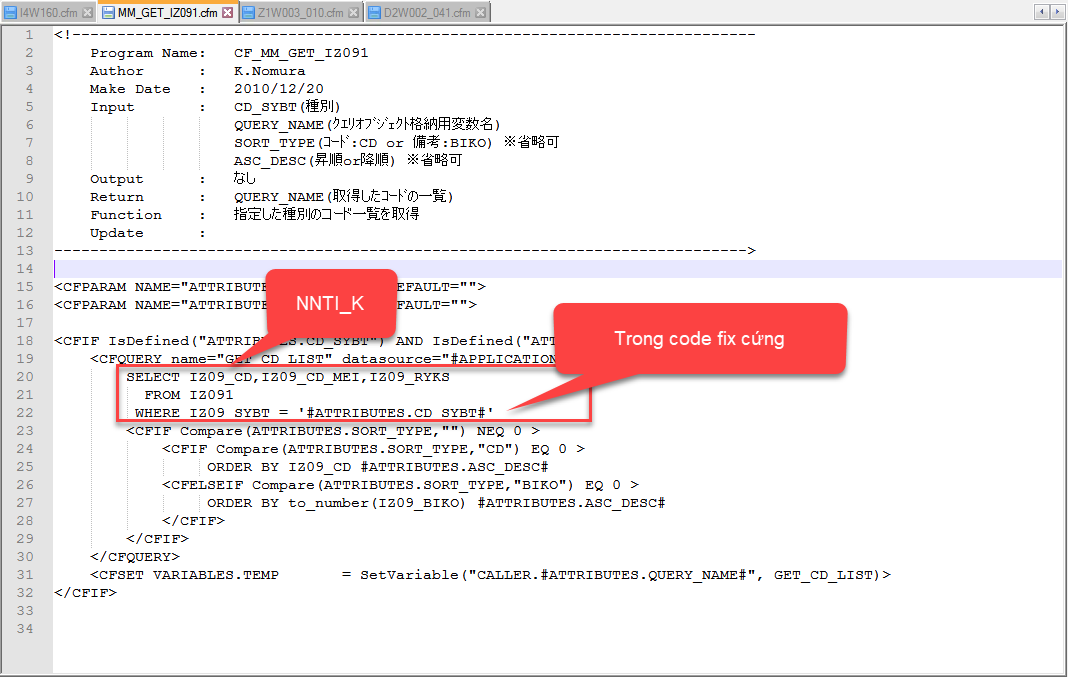 I4W160.cfm MM_GET_IZ091.cfm Z1W003_010.cfm D2W002_041.cfm
1 <!----------------------------------------------------------------------------
2 Program Name: CF_MM_GET_IZ091
3 Author : K.Nomura
4 Make Date : 2010/12/20
5 Input : CD_SYBT(種別)
6 QUERY_NAME(ｸｴﾘｵﾌﾞｼﾞｪｸﾄ格納用変数名)
7 SORT_TYPE(ｺｰﾄﾞ:CD or 備考:BIKO) ※省略可
8 ASC_DESC(昇順or降順) ※省略可
9 Output : なし
10 Return : QUERY_NAME(取得したｺｰﾄﾞの一覧)
11 Function : 指定した種別のｺｰﾄﾞ一覧を取得
12 Update :
13 ----------------------------------------------------------------------------->
14
15 <CFPARAM NAME="ATTRIBUTE EFAULT="">
16 <CFPARAM NAME="ATTRIBUTE FAULT="">
NNTI_K
17
Trong code fix cứng
18 <CFIF IsDefined("ATTRIBUTES.CD_SYBT") AND IsDefined("ATT
19 <CFQUERY name="GET_CD_LIST" datasource="#APPLICATION
20 SELECT IZ09_CD,IZ09_CD_MEI,IZ09_RYKS
21 FROM IZ091
22 WHERE IZ09_SYBT = '#ATTRIBUTES.CD_SYBT#'
23 <CFIF Compare(ATTRIBUTES.SORT_TYPE,"") NEQ 0 >
24 <CFIF Compare(ATTRIBUTES.SORT_TYPE,"CD") EQ 0 >
25 ORDER BY IZ09_CD #ATTRIBUTES.ASC_DESC#
26 <CFELSEIF Compare(ATTRIBUTES.SORT_TYPE,"BIKO") EQ 0 >
27 ORDER BY to_number(IZ09_BIKO) #ATTRIBUTES.ASC_DESC#
28 </CFIF>
29 </CFIF>
30 </CFQUERY>
31 <CFSET VARIABLES.TEMP = SetVariable("CALLER.#ATTRIBUTES.QUERY_NAME#", GET_CD_LIST)>
32 </CFIF>
33
34